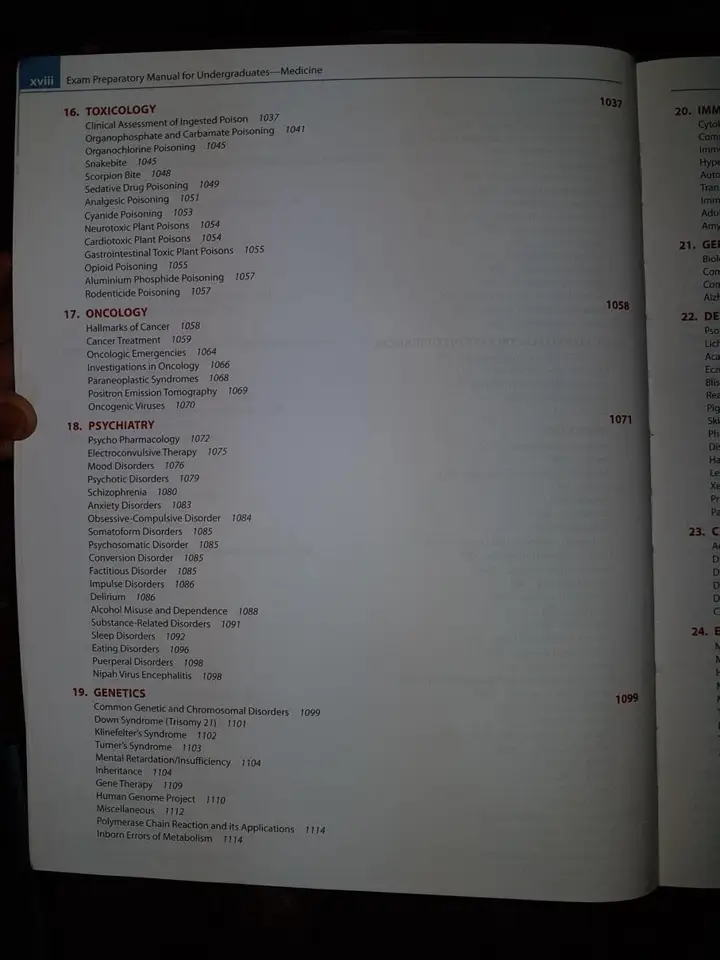 xviii Exam Preparatory Manual for Undergraduates—Medicine
16. TOXICOLOGY 1037
Clinical Assessment of Ingested Poison 1037
Organophosphate and Carbamate Poisoning 1041
Organochlorine Poisoning 1045
Snakebite 1045
Scorpion Bite 1048
Sedative Drug Poisoning 1049
Analgesic Poisoning 1051
Cyanide Poisoning 1053
Neurotoxic Plant Poisons 1054
Cardiotoxic Plant Poisons 1054
Gastrointestinal Toxic Plant Poisons 1055
Opioid Poisoning 1055
Aluminium Phosphide Poisoning 1057
Rodenticide Poisoning 1057
17. ONCOLOGY 1058
Hallmarks of Cancer 1058
Cancer Treatment 1059
Oncologic Emergencies 1064
Investigations in Oncology 1066
Paraneoplastic Syndromes 1068
Positron Emission Tomography 1069
Oncogenic Viruses 1070
18. PSYCHIATRY 1071
Psycho Pharmacology 1072
Electroconvulsive Therapy 1075
Mood Disorders 1076
Psychotic Disorders 1079
Schizophrenia 1080
Anxiety Disorders 1083
Obsessive-Compulsive Disorder 1084
Somatoform Disorders 1085
Psychosomatic Disorder 1085
Conversion Disorder 1085
Factitious Disorder 1085
Impulse Disorders 1086
Delirium 1086
Alcohol Misuse and Dependence 1088
Substance-Related Disorders 1091
Sleep Disorders 1092
Eating Disorders 1096
Puerperal Disorders 1098
Nipah Virus Encephalitis 1098
19. GENETICS 1099
Common Genetic and Chromosomal Disorders 1099
Down Syndrome (Trisomy 21) 1101
Klinefelter's Syndrome 1102
Turner's Syndrome 1103
Mental Retardation/Insufficiency 1104
Inheritance 1104
Gene Therapy 1109
Human Genome Project 1110
Miscellaneous 1112
Polymerase Chain Reaction and its Applications 1114
Inborn Errors of Metabolism 1114
20. IMM
21. GE
22. DE
23. C
24.